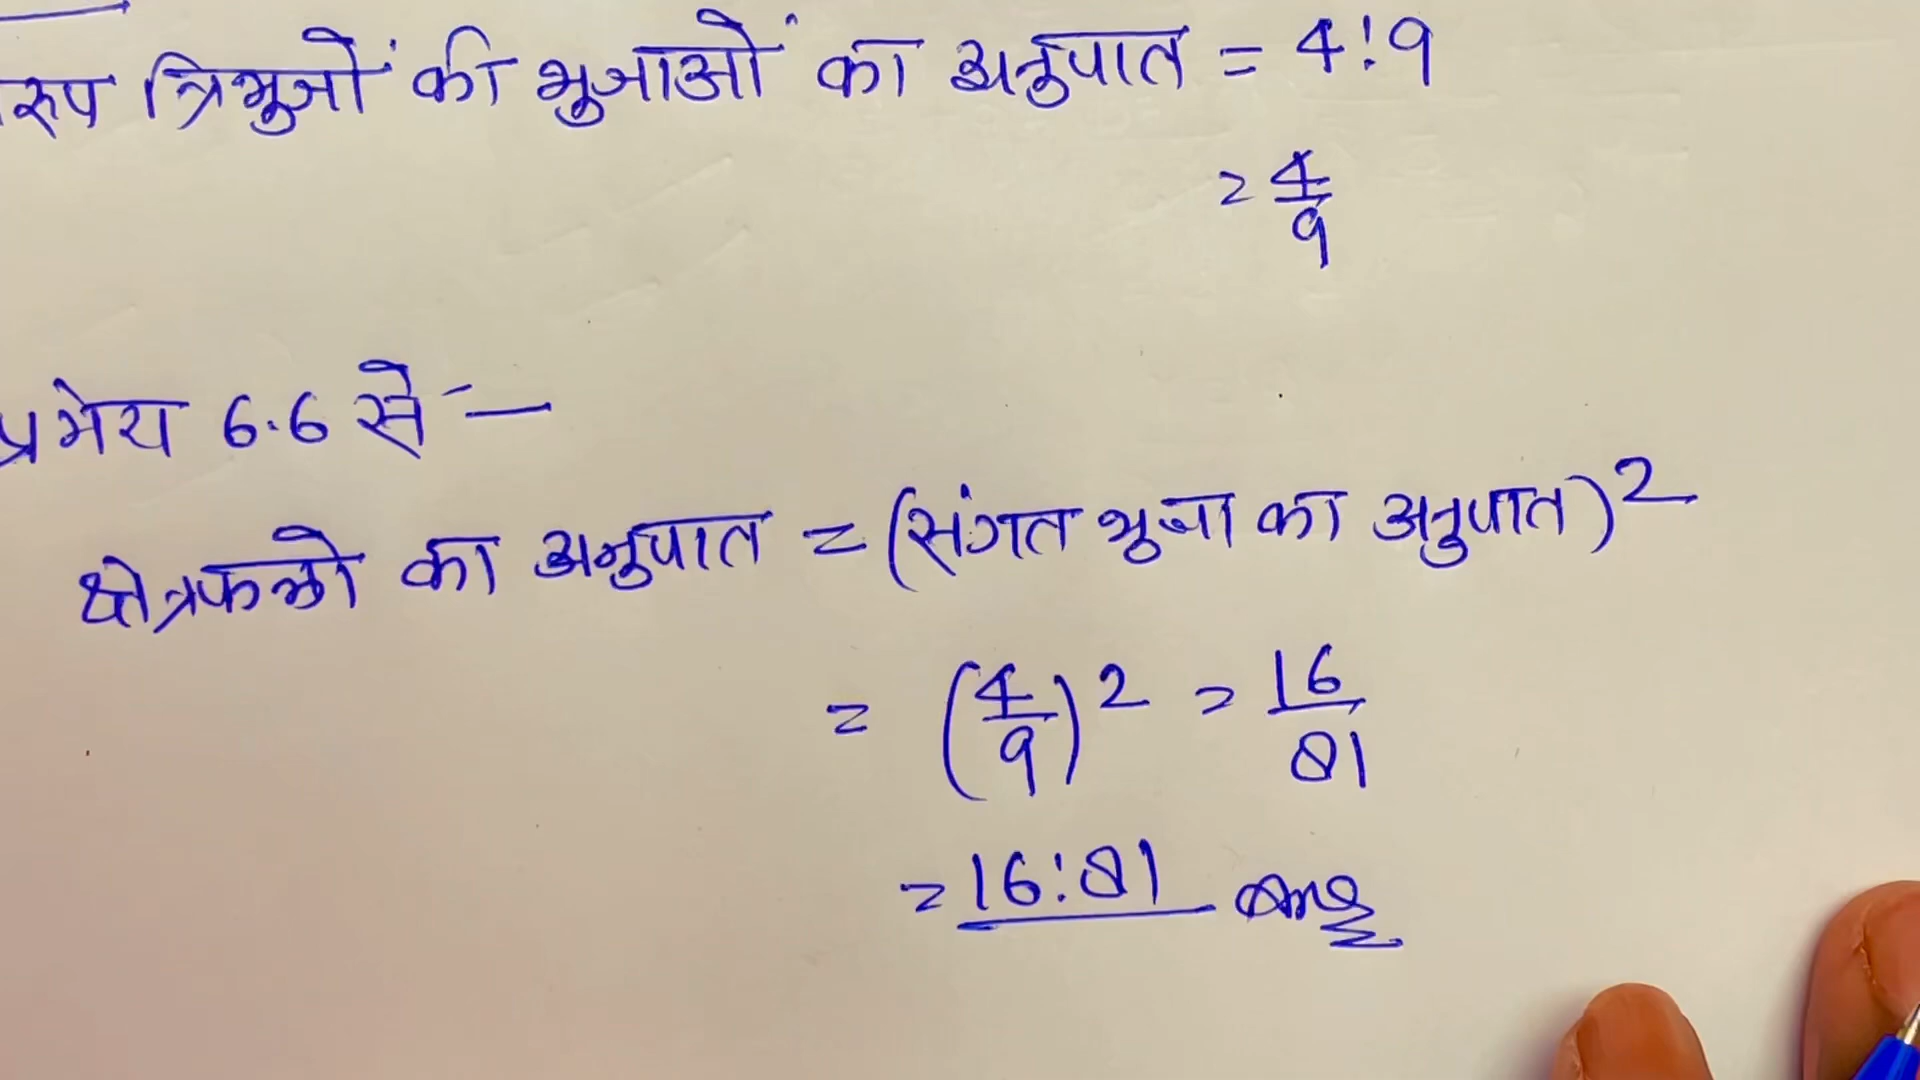 रुप त्रिभुजों की भुजाओं का अनुपात = 4:9
= 4/9
प्रमेय 6.6 से —
क्षेत्रफलो का अनुपात = (संगत भुजा का अनुपात)²
= (4/9)² = 16/81
= 16:81 Ans